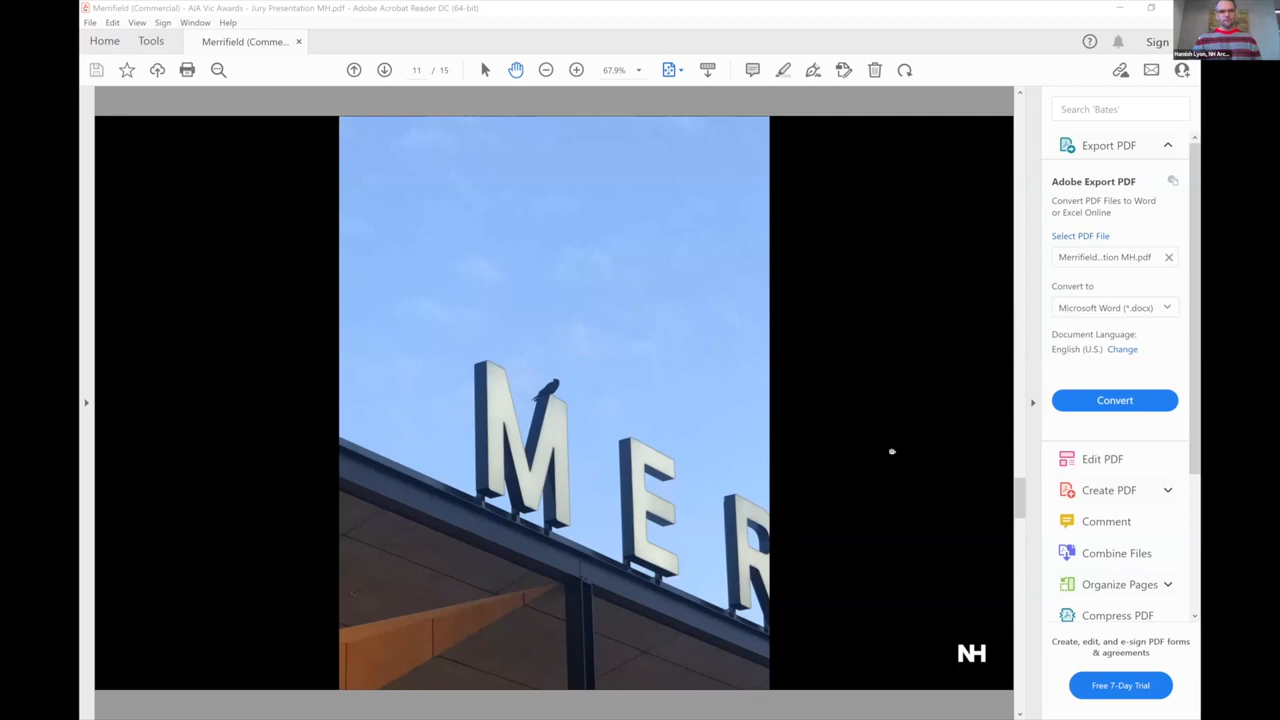 Merrifield (Commercial) - AIA Vic Awards - Jury Presentation MH.pdf - Adobe Acrobat Reader DC (64-bit)
File Edit View Sign Window Help
Home Tools Merrifield (Comme... × Sign
Hamish Lyon, NH Arc...
11 / 15 67.9%
Search 'Bates'
Export PDF
Adobe Export PDF
Convert PDF Files to Word
or Excel Online
Select PDF File
Merrifield...tion MH.pdf
Convert to
Microsoft Word (*.docx)
Document Language:
English (U.S.) Change
Convert
Edit PDF
Create PDF
Comment
Combine Files
Organize Pages
Compress PDF
Create, edit, and e-sign PDF forms
& agreements
Free 7-Day Trial
MER
NH